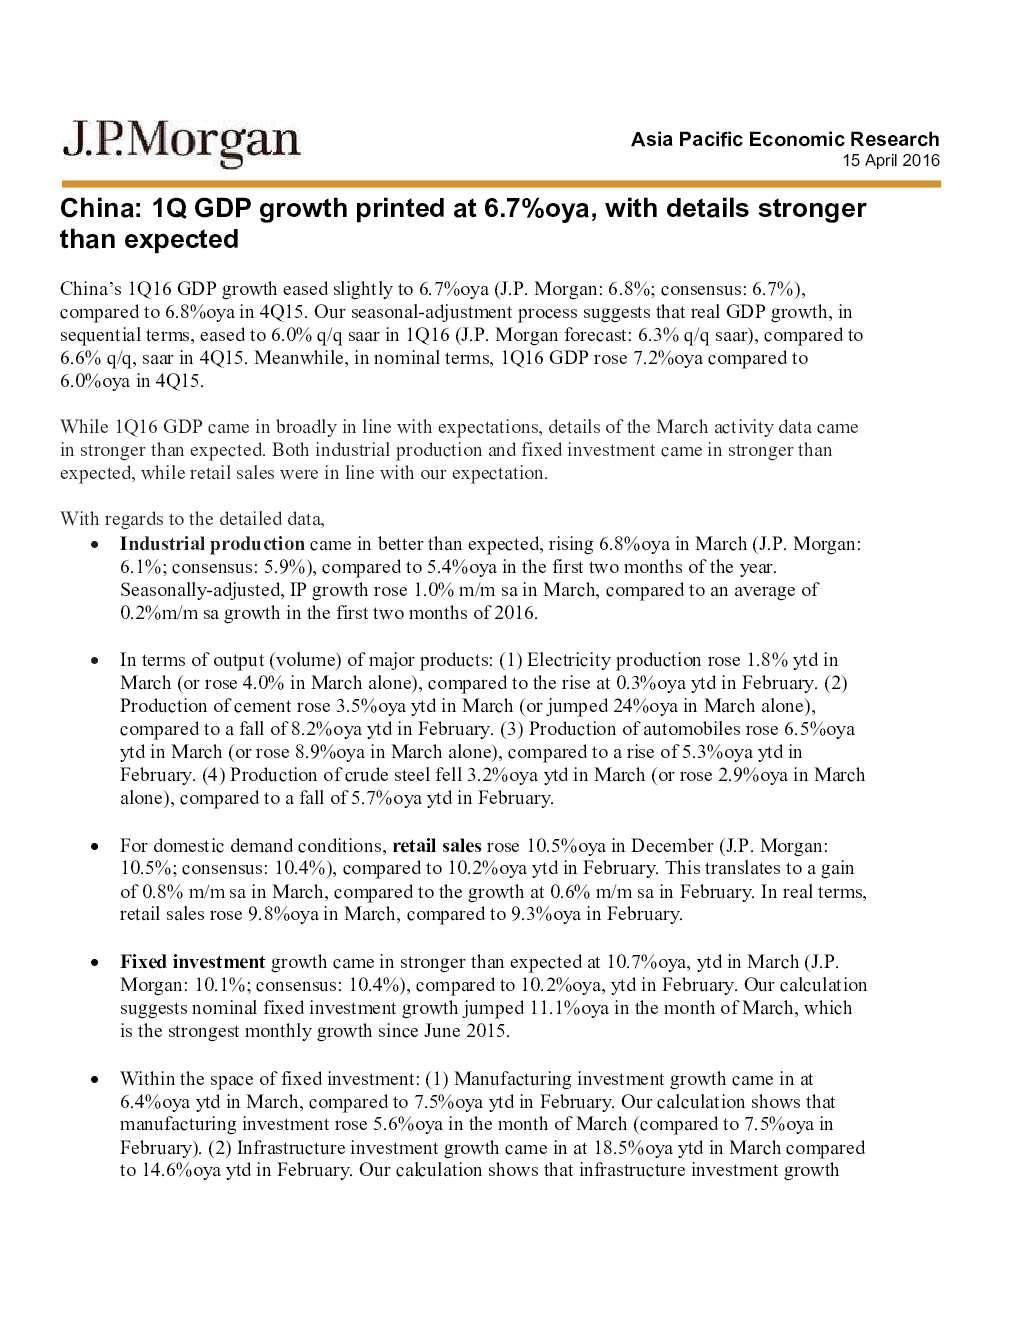 J.P.Morgan
Asia Pacific Economic Research
15 April 2016
China: 1Q GDP growth printed at 6.7%oya, with details stronger
than expected
China’s 1Q16 GDP growth eased slightly to 6.7%oya (J.P. Morgan: 6.8%; consensus: 6.7%),
compared to 6.8%oya in 4Q15. Our seasonal-adjustment process suggests that real GDP growth, in
sequential terms, eased to 6.0% q/q saar in 1Q16 (J.P. Morgan forecast: 6.3% q/q saar), compared to
6.6% q/q, saar in 4Q15. Meanwhile, in nominal terms, 1Q16 GDP rose 7.2%oya compared to
6.0%oya in 4Q15.
While 1Q16 GDP came in broadly in line with expectations, details of the March activity data came
in stronger than expected. Both industrial production and fixed investment came in stronger than
expected, while retail sales were in line with our expectation.
With regards to the detailed data,
• Industrial production came in better than expected, rising 6.8%oya in March (J.P. Morgan:
6.1%; consensus: 5.9%), compared to 5.4%oya in the first two months of the year.
Seasonally-adjusted, IP growth rose 1.0% m/m sa in March, compared to an average of
0.2%m/m sa growth in the first two months of 2016.
• In terms of output (volume) of major products: (1) Electricity production rose 1.8% ytd in
March (or rose 4.0% in March alone), compared to the rise at 0.3%oya ytd in February. (2)
Production of cement rose 3.5%oya ytd in March (or jumped 24%oya in March alone),
compared to a fall of 8.2%oya ytd in February. (3) Production of automobiles rose 6.5%oya
ytd in March (or rose 8.9%oya in March alone), compared to a rise of 5.3%oya ytd in
February. (4) Production of crude steel fell 3.2%oya ytd in March (or rose 2.9%oya in March
alone), compared to a fall of 5.7%oya ytd in February.
• For domestic demand conditions, retail sales rose 10.5%oya in December (J.P. Morgan:
10.5%; consensus: 10.4%), compared to 10.2%oya ytd in February. This translates to a gain
of 0.8% m/m sa in March, compared to the growth at 0.6% m/m sa in February. In real terms,
retail sales rose 9.8%oya in March, compared to 9.3%oya in February.
• Fixed investment growth came in stronger than expected at 10.7%oya, ytd in March (J.P.
Morgan: 10.1%; consensus: 10.4%), compared to 10.2%oya, ytd in February. Our calculation
suggests nominal fixed investment growth jumped 11.1%oya in the month of March, which
is the strongest monthly growth since June 2015.
• Within the space of fixed investment: (1) Manufacturing investment growth came in at
6.4%oya ytd in March, compared to 7.5%oya ytd in February. Our calculation shows that
manufacturing investment rose 5.6%oya in the month of March (compared to 7.5%oya in
February). (2) Infrastructure investment growth came in at 18.5%oya ytd in March compared
to 14.6%oya ytd in February. Our calculation shows that infrastructure investment growth